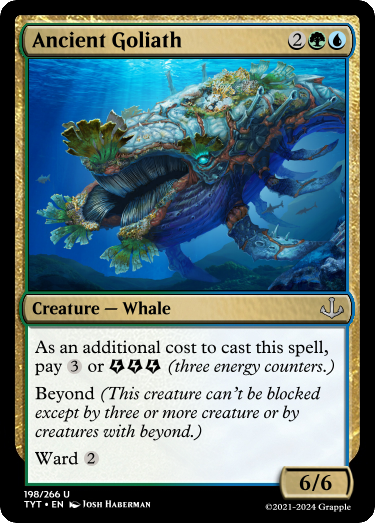 Ancient Goliath 2
Creature — Whale
As an additional cost to cast this spell,
pay 3 or (three energy counters.)
Beyond (This creature can't be blocked
except by three or more creature or by
creatures with beyond.)
Ward 2
6/6
198/266 U
TYT • EN Josh Haberman
©2021-2024 Grapple